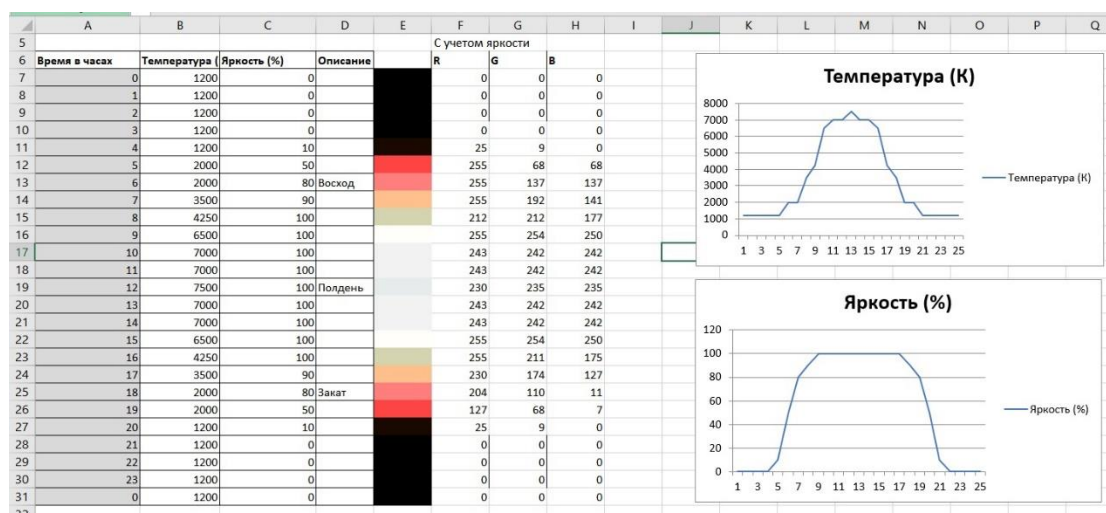 A B C D E F G H I J K L M N O P Q
5 С учетом яркости
6 Время в часах Температура ( Яркость (%) Описание R G B
7 0 1200 0 0 0 0
8 1 1200 0 0 0 0
9 2 1200 0 0 0 0
10 3 1200 0 0 0 0
11 4 1200 10 25 9 0
12 5 2000 50 255 68 68
13 6 2000 80 Восход 255 137 137
14 7 3500 90 255 192 141
15 8 4250 100 212 212 177
16 9 6500 100 255 254 250
17 10 7000 100 243 242 242
18 11 7000 100 243 242 242
19 12 7500 100 Полдень 230 235 235
20 13 7000 100 243 242 242
21 14 7000 100 243 242 242
22 15 6500 100 255 254 250
23 16 4250 100 255 211 175
24 17 3500 90 230 174 127
25 18 2000 80 Закат 204 110 11
26 19 2000 50 127 68 7
27 20 1200 10 25 9 0
28 21 1200 0 0 0 0
29 22 1200 0 0 0 0
30 23 1200 0 0 0 0
31 0 1200 0 0 0 0
Температура (К)
8000
7000
6000
5000
4000
3000
2000
1000
0
1 3 5 7 9 11 13 15 17 19 21 23 25
Температура (К)
Яркость (%)
120
100
80
60
40
20
0
1 3 5 7 9 11 13 15 17 19 21 23 25
Яркость (%)